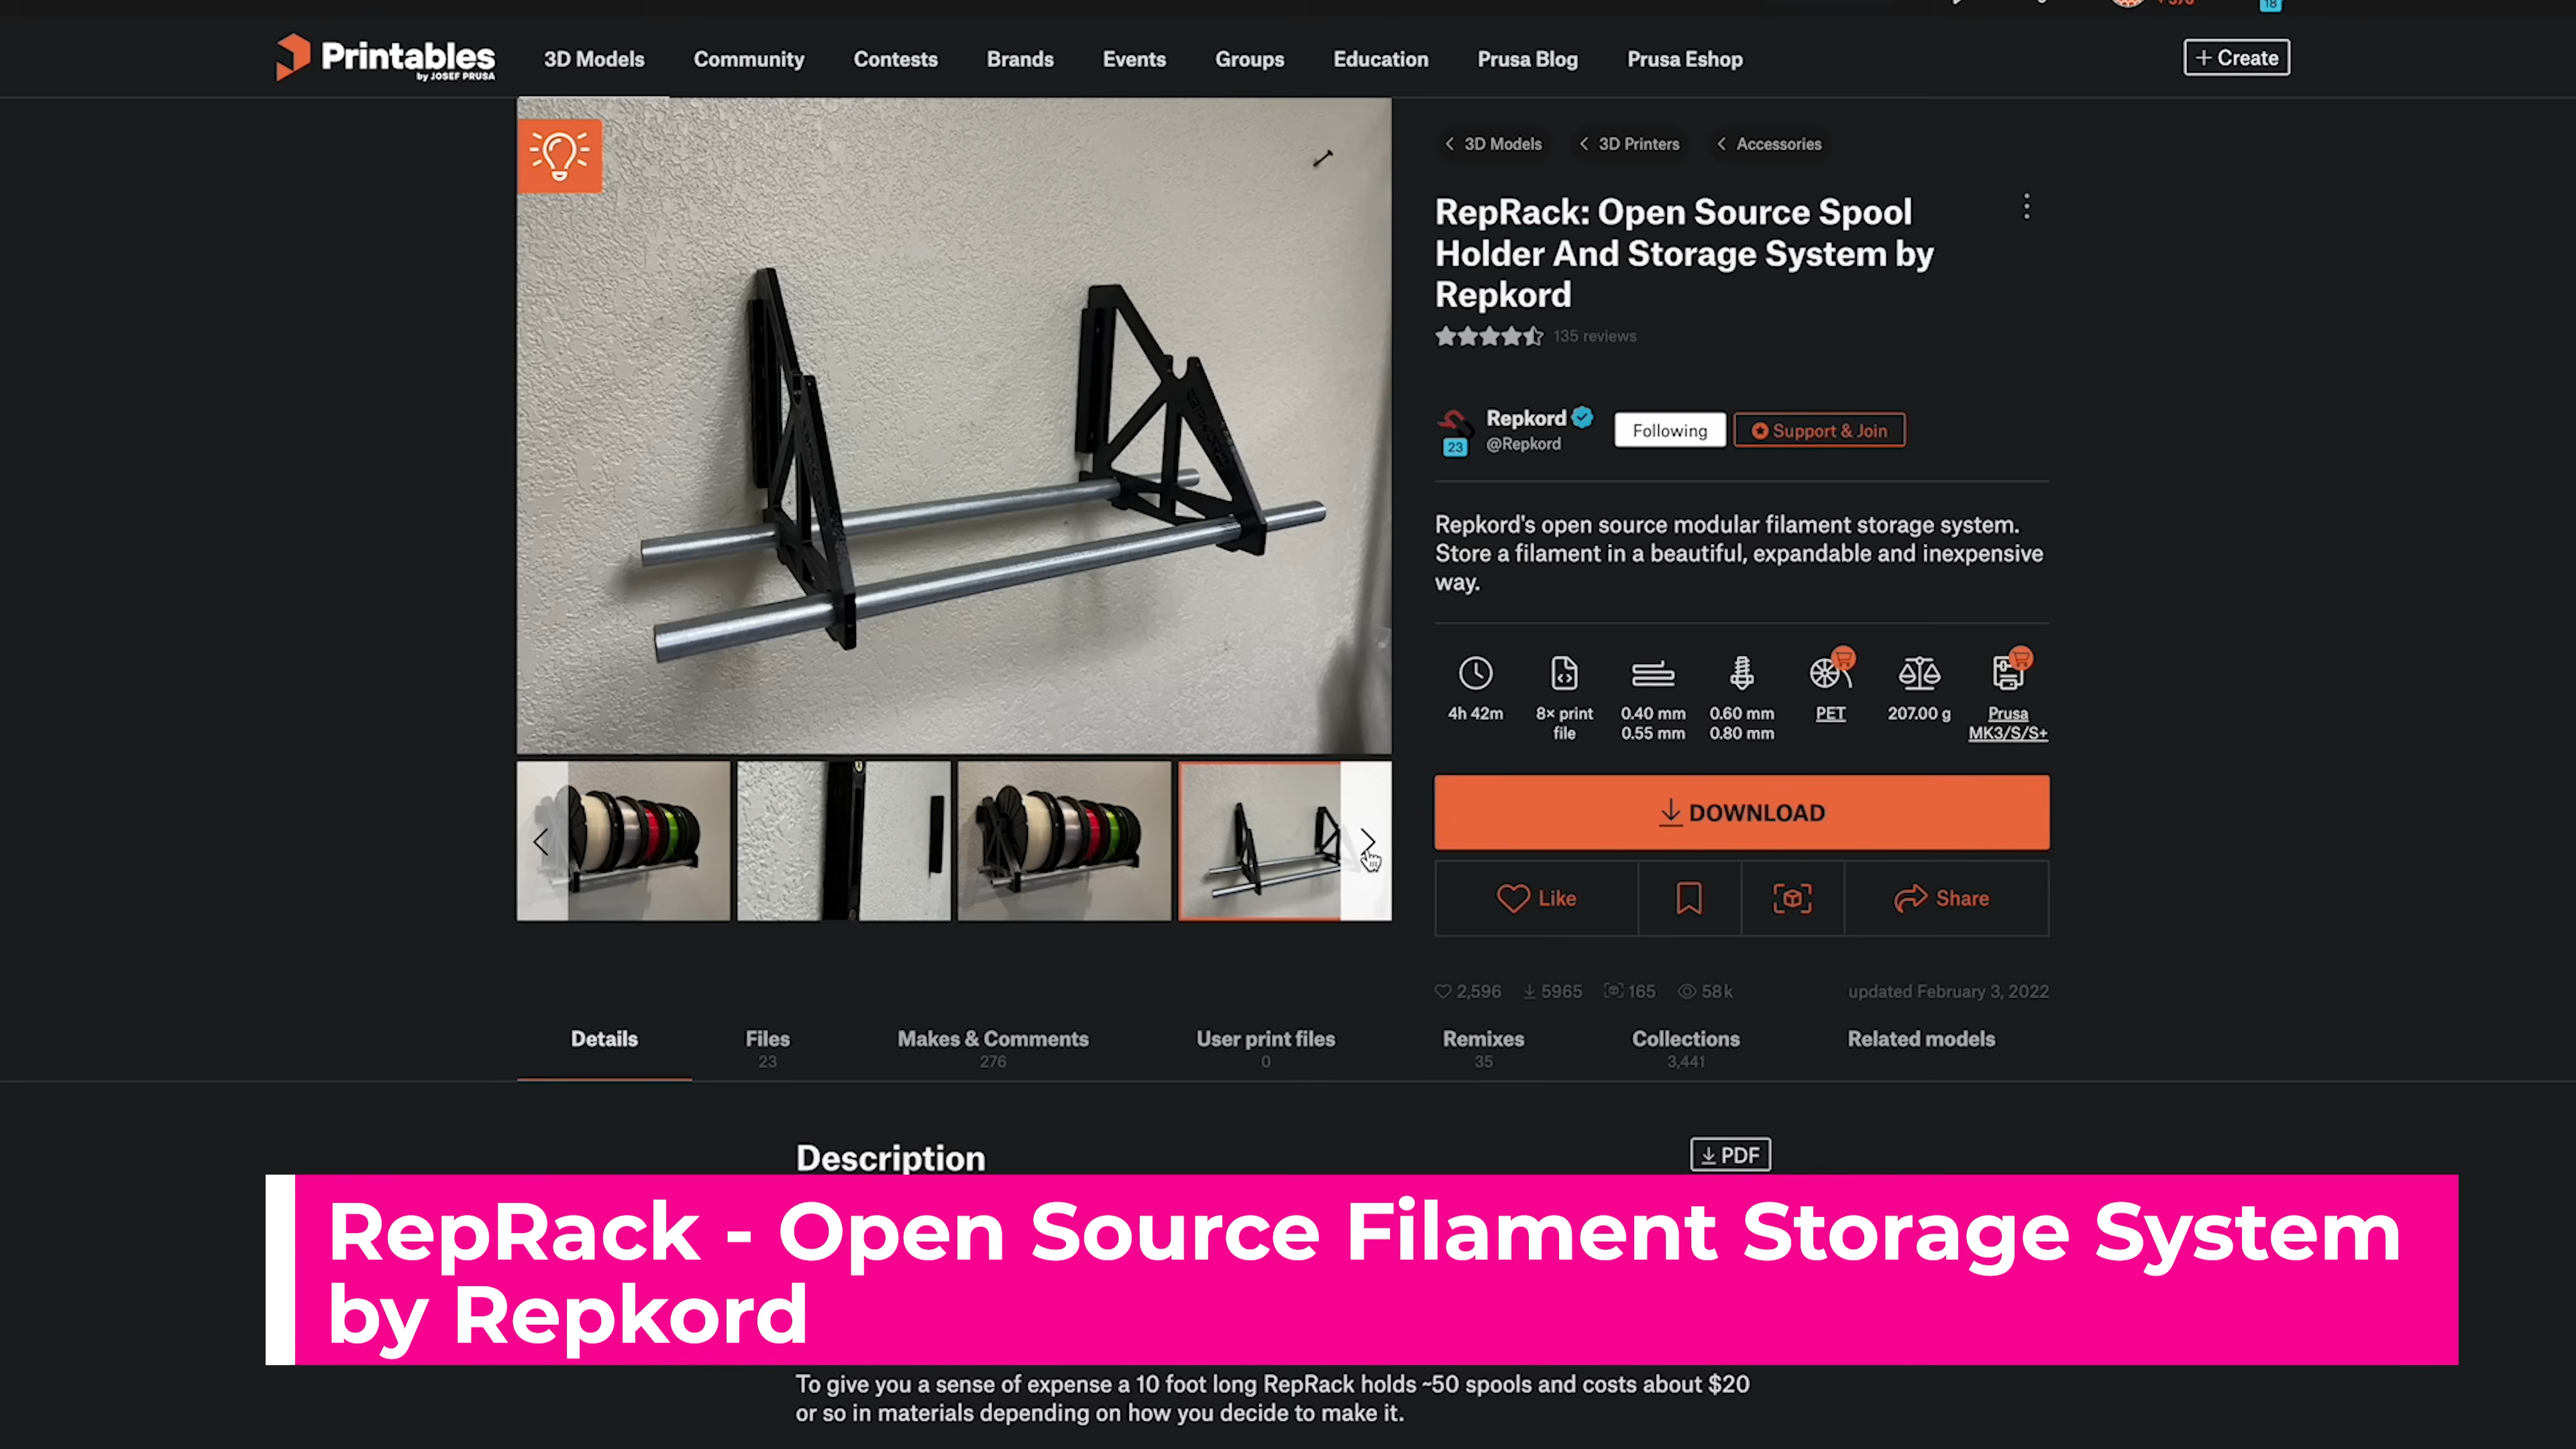 18
Printables
by JOSEF PRUSA
3D Models
Community
Contests
Brands
Events
Groups
Education
Prusa Blog
Prusa Eshop
+ Create
3D Models
3D Printers
Accessories
RepRack: Open Source Spool
Holder And Storage System by
Repkord
135 reviews
Repkord
@Repkord
23
Following
Support & Join
Repkord's open source modular filament storage system.
Store a filament in a beautiful, expandable and inexpensive
way.
4h 42m
8× print
file
0.40 mm
0.55 mm
0.60 mm
0.80 mm
PET
207.00 g
Prusa
MK3/S/S+
DOWNLOAD
Like
Share
2,596
5965
165
58k
updated February 3, 2022
Details
Files
23
Makes & Comments
276
User print files
0
Remixes
35
Collections
3,441
Related models
Description
PDF
RepRack - Open Source Filament Storage System
by Repkord
To give you a sense of expense a 10 foot long RepRack holds ~50 spools and costs about $20
or so in materials depending on how you decide to make it.